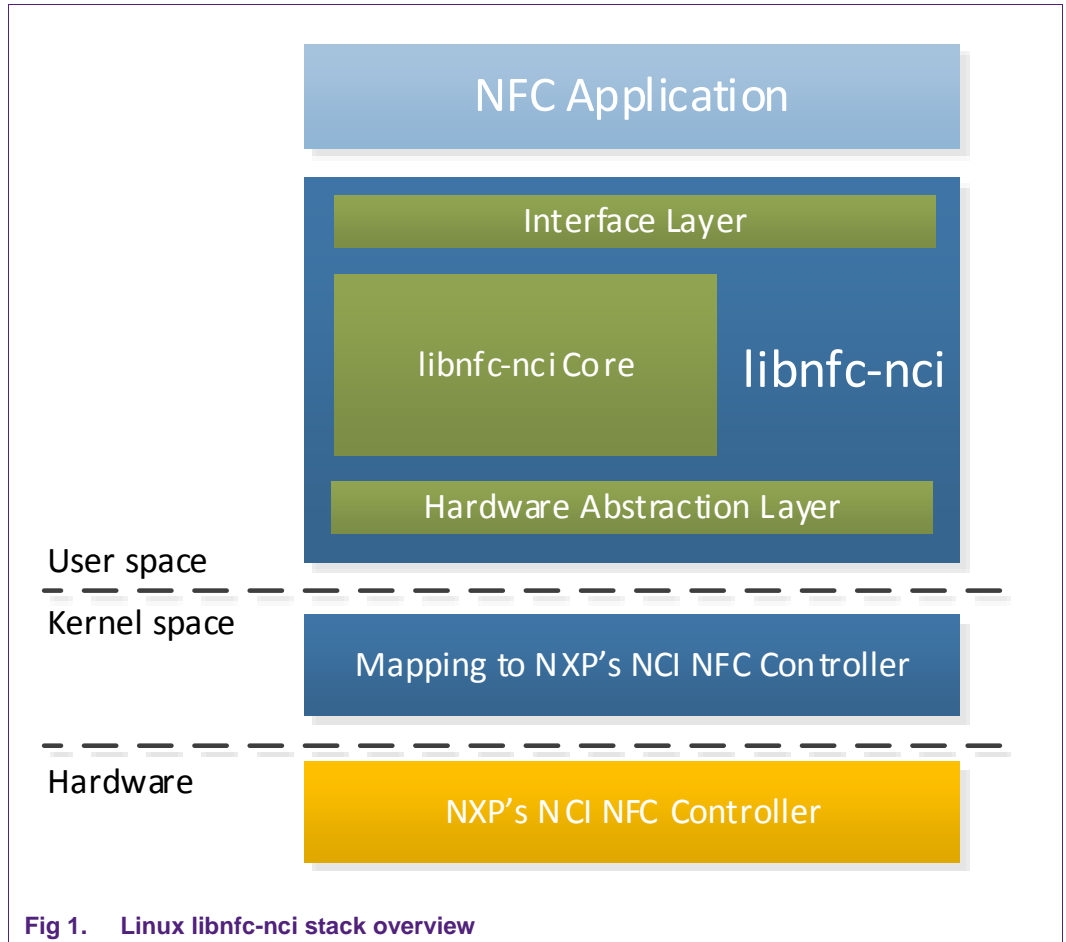 NFC Application
Interface Layer
libnfc-nci Core
libnfc-nci
Hardware Abstraction Layer
User space
Kernel space
Mapping to NXP’s NCI NFC Controller
Hardware
NXP’s NCI NFC Controller
Fig 1. Linux libnfc-nci stack overview